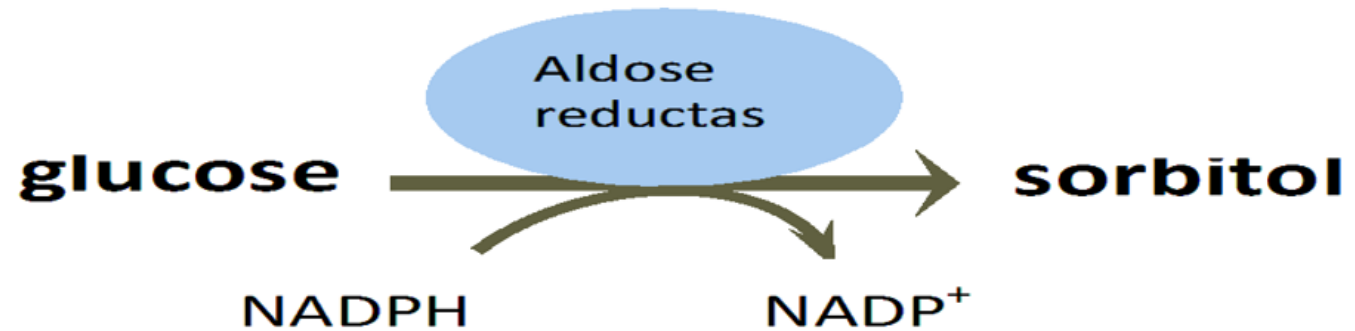 Aldose
reductas
glucose
sorbitol
NADPH
NADP⁺